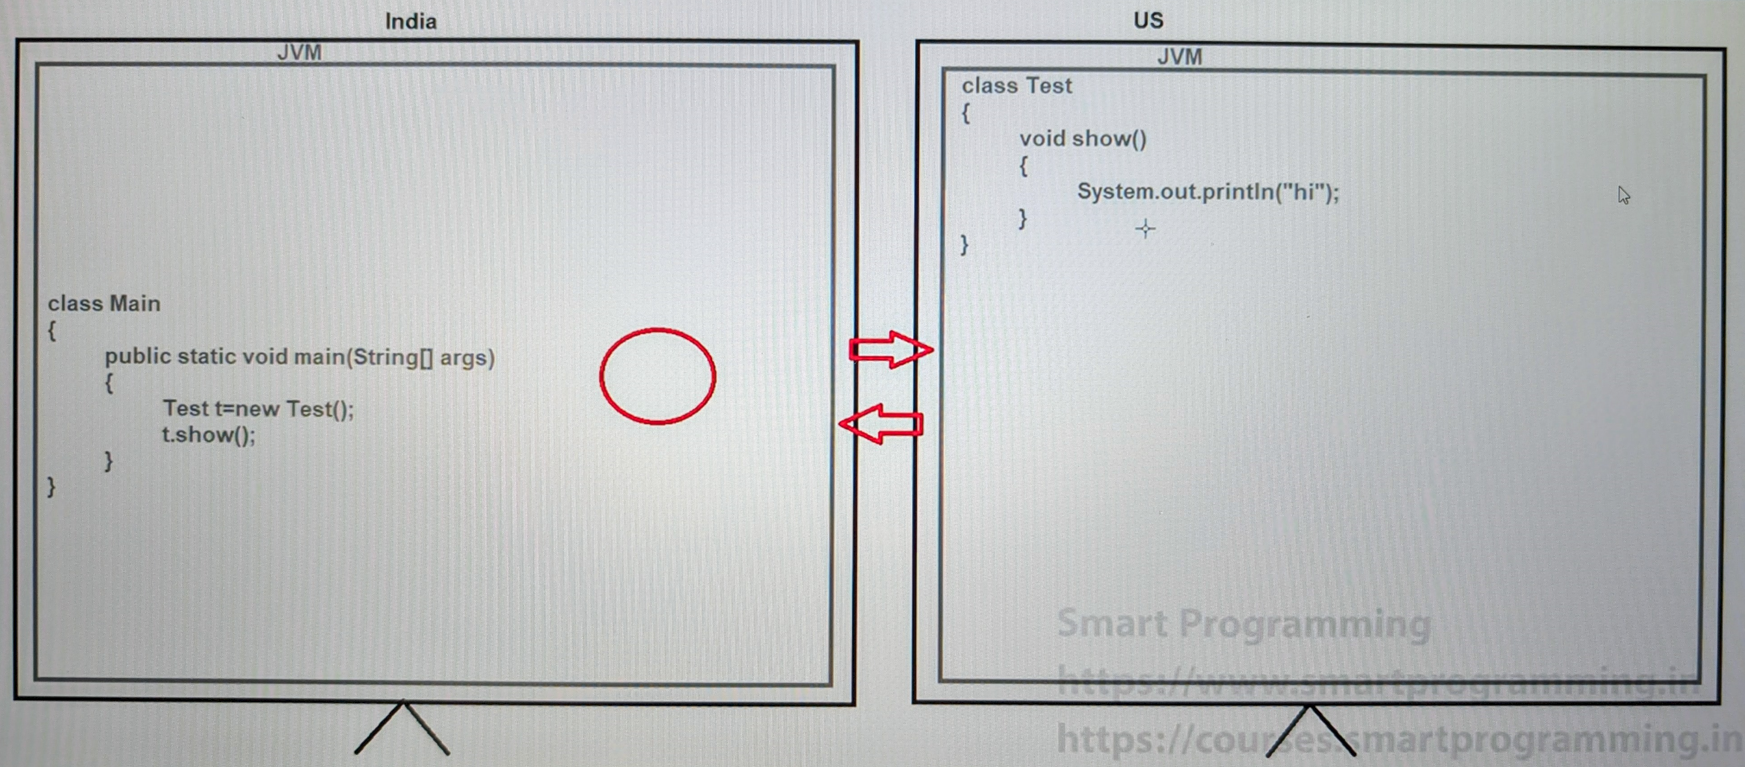 India
JVM
class Main
{
public static void main(String[] args)
{
Test t=new Test();
t.show();
}
}
US
JVM
class Test
{
void show()
{
System.out.println("hi");
}
}
Smart Programming
https://www.smartprogramming.in
https://courses.smartprogramming.in